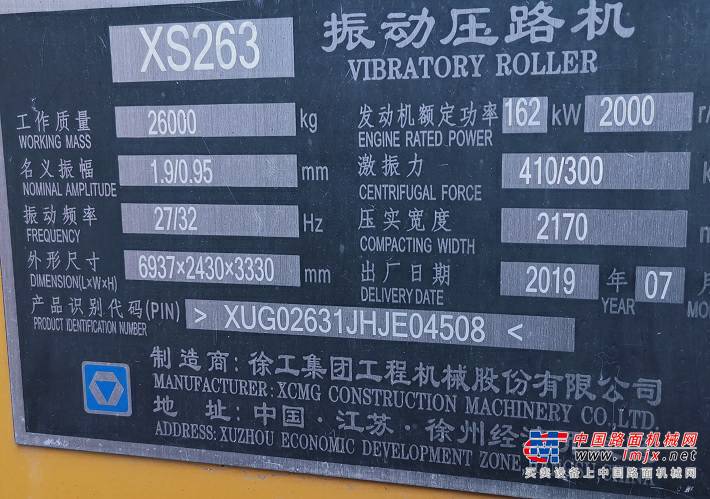 XS263 振动压路机
VIBRATORY ROLLER
工作质量 26000 kg 发动机额定功率 162 kW 2000 r/
WORKING MASS ENGINE RATED POWER
名义振幅 1.9/0.95 mm 激振力 410/300
NOMINAL AMPLITUDE CENTRIFUGAL FORCE
振动频率 27/32 Hz 压实宽度 2170
FREQUENCY COMPACTING WIDTH
外形尺寸 6937×2430×3330 mm 出厂日期 2019 年 07 月
DIMENSION(L×W×H) DELIVERY DATE YEAR
产品识别代码(PIN) > XUG02631JHJE04508 <
PRODUCT IDENTIFICATION NUMBER
制造商:徐工集团工程机械股份有限公司
MANUFACTURER:XCMG CONSTRUCTION MACHINERY CO.,LTD.
地 址:中国·江苏·徐州经
ADDRESS: XUZHOU ECONOMIC DEVELOPMENT ZONE
中国路面机械网
www.lmjx.net
买卖设备上中国路面机械网